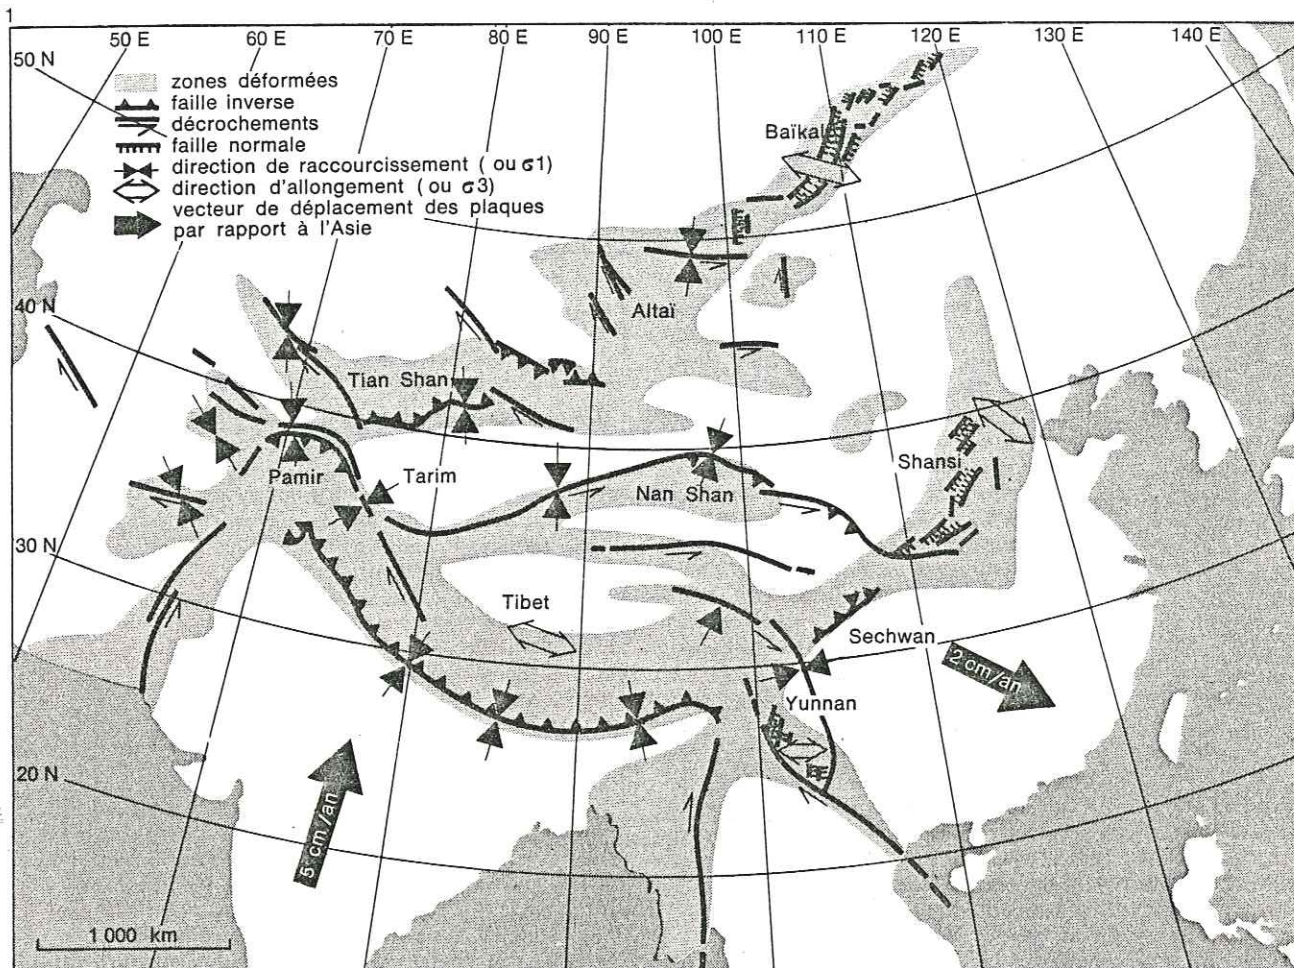 1
50 E 60 E 70 E 80 E 90 E 100 E 110 E 120 E 130 E 140 E
50 N
zones déformées
faille inverse
décrochements
faille normale
direction de raccourcissement ( ou σ1)
direction d'allongement ( ou σ3)
vecteur de déplacement des plaques
par rapport à l'Asie
Baïkal
40 N
Altaï
Tian Shan
Shansi
Pamir
Tarim
Nan Shan
30 N
Tibet
Sechwan
2 cm/an
Yunnan
20 N
5 cm/an
1 000 km